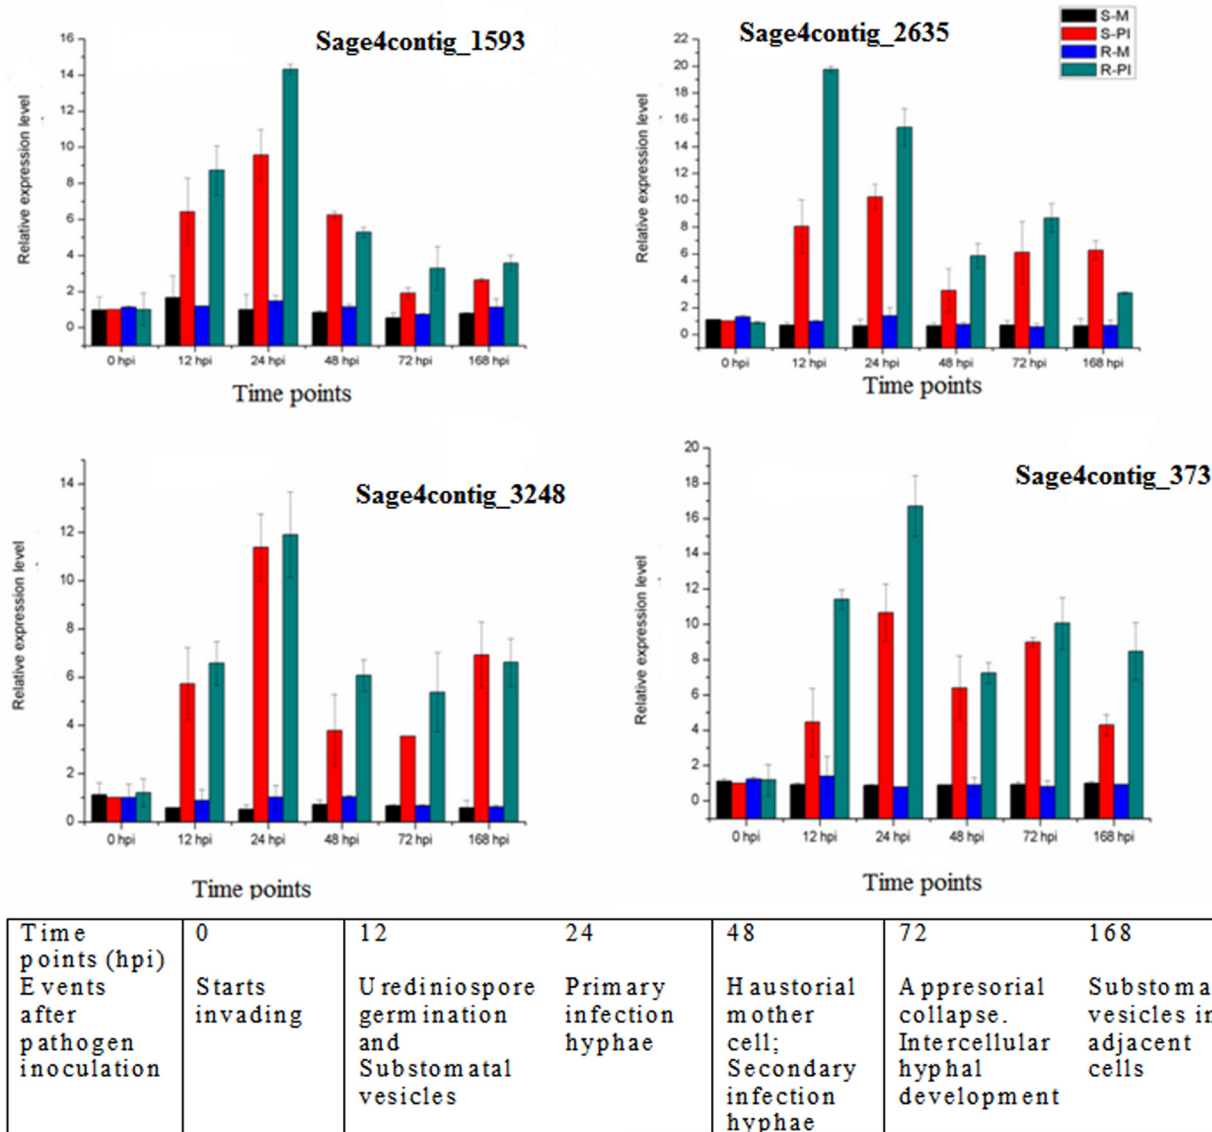 Sage4contig_1593
Relative expression level
16
14
12
10
8
6
4
2
0
0 hpi 12 hpi 24 hpi 48 hpi 72 hpi 168 hpi
Time points
Sage4contig_2635
S-M
S-PI
R-M
R-PI
Relative expression level
22
20
18
16
14
12
10
8
6
4
2
0
0 hpi 12 hpi 24 hpi 48 hpi 72 hpi 168 hpi
Time points
Sage4contig_3248
Relative expression level
14
12
10
8
6
4
2
0
0 hpi 12 hpi 24 hpi 48 hpi 72 hpi 168 hpi
Time points
Sage4contig_373
Relative expression level
20
18
16
14
12
10
8
6
4
2
0
0 hpi 12 hpi 24 hpi 48 hpi 72 hpi 168 hpi
Time points
Time
points (hpi)
Events
after
pathogen
inoculation
0
Starts
invading
12
Urediniospore
germination
and
Substomatal
vesicles
24
Primary
infection
hyphae
48
Haustorial
mother
cell;
Secondary
infection
hyphae
72
Appresorial
collapse.
Intercellular
hyphal
development
168
Substoma
vesicles in
adjacent
cells